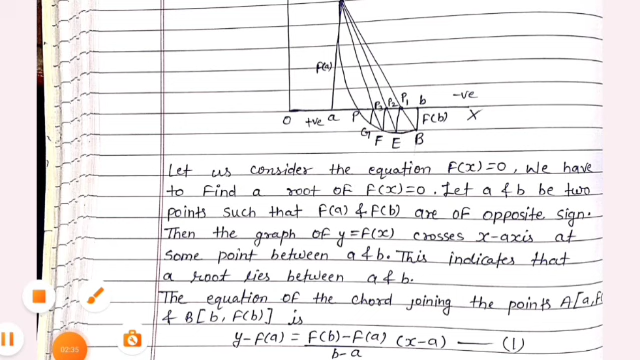 F(a)
P3 P2 P1 b -ve
O +ve a P F(b) X
G F E B
Let us consider the equation F(x)=0, We have
to Find a root of F(x)=0. Let a & b be two
points such that F(a) & F(b) are of opposite sign.
Then the graph of y=F(x) crosses x-axis at
some point between a & b. This indicates that
a root lies between a & b.
The equation of the chord joining the points A[a, F
& B[b, F(b)] is
y-F(a) = F(b)-F(a) (x-a) — (1)
b-a
02:35